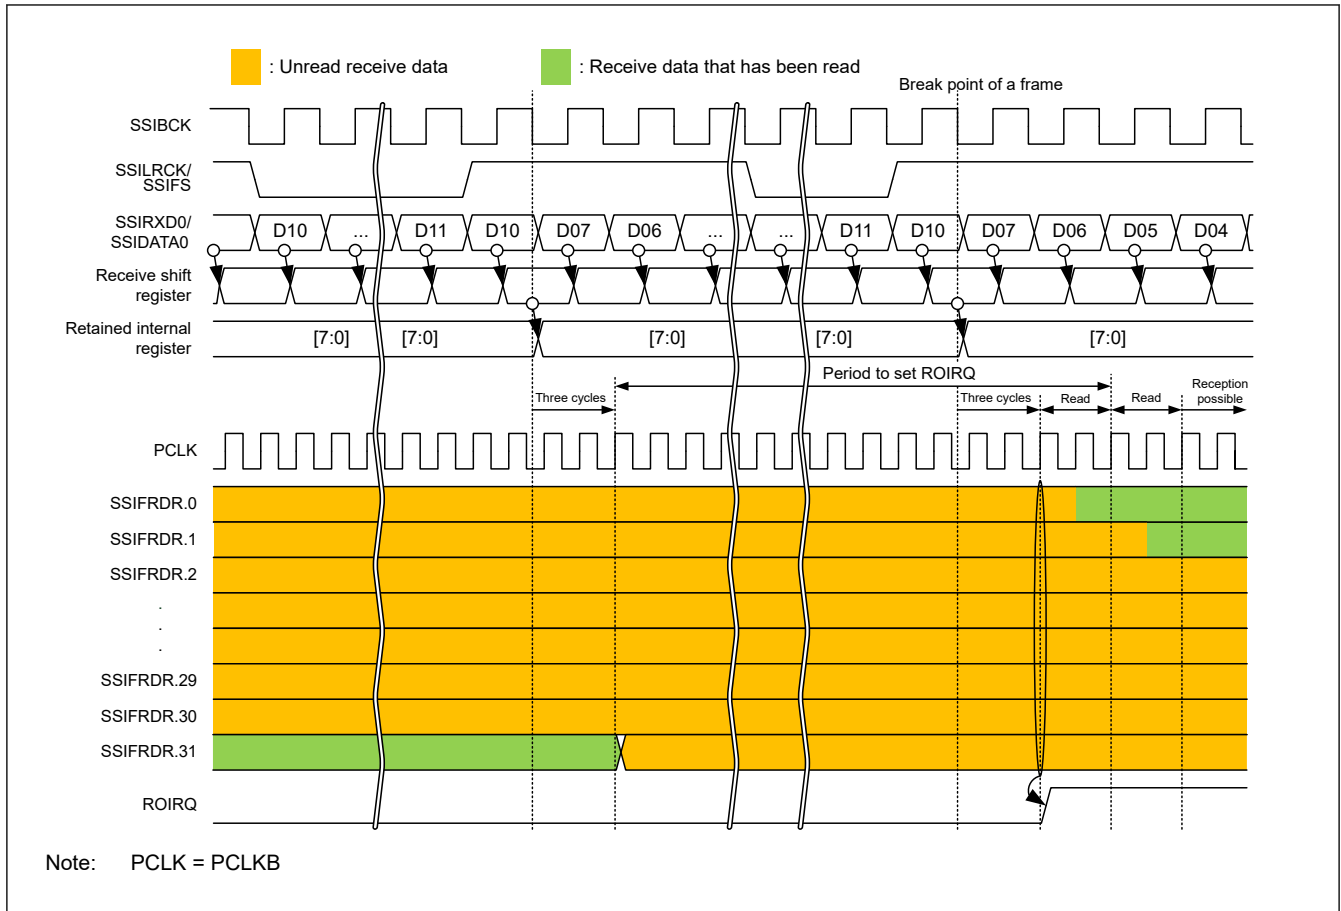 : Unread receive data
: Receive data that has been read
Break point of a frame
SSIBCK
SSILRCK/
SSIFS
SSIRXD0/
SSIDATA0
D10 ... D11 D10 D07 D06 ... ... D11 D10 D07 D06 D05 D04
Receive shift
register
Retained internal
register
[7:0] [7:0] [7:0] [7:0] [7:0]
Period to set ROIRQ
Three cycles
Three cycles
Read
Read
Reception
possible
PCLK
SSIFRDR.0
SSIFRDR.1
SSIFRDR.2
.
.
.
SSIFRDR.29
SSIFRDR.30
SSIFRDR.31
ROIRQ
Note: PCLK = PCLKB